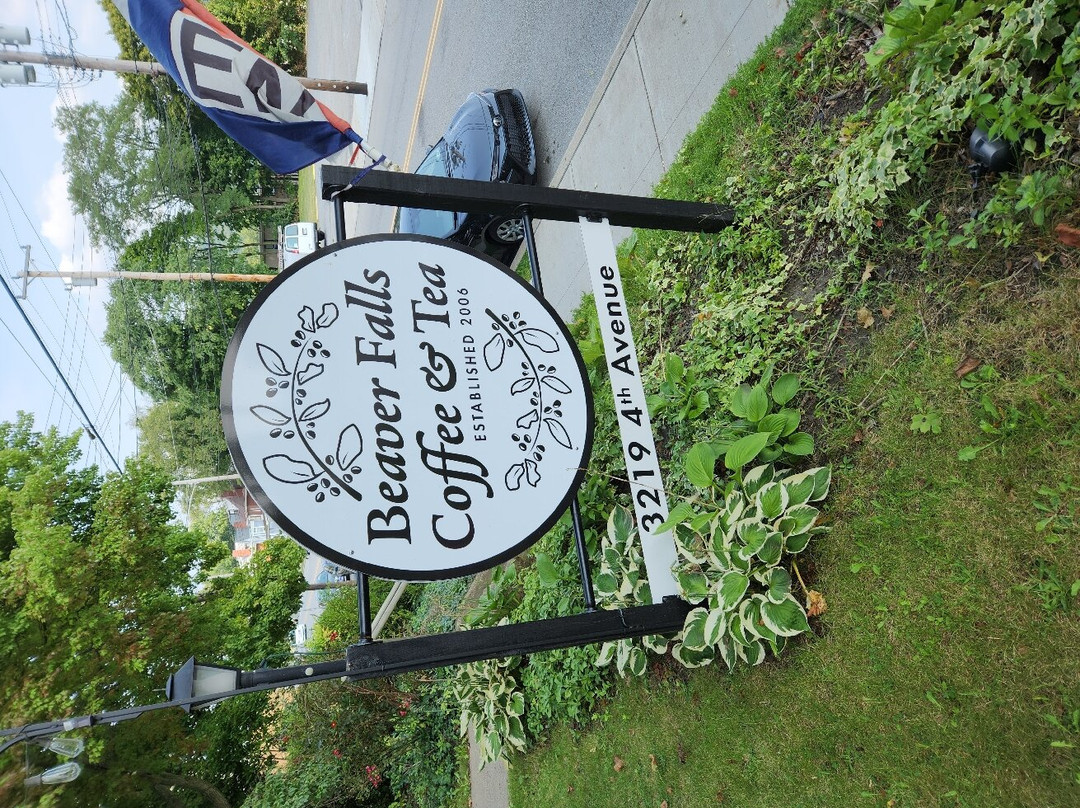 Beaver Falls
Coffee & Tea
ESTABLISHED 2006
3219 4th Avenue